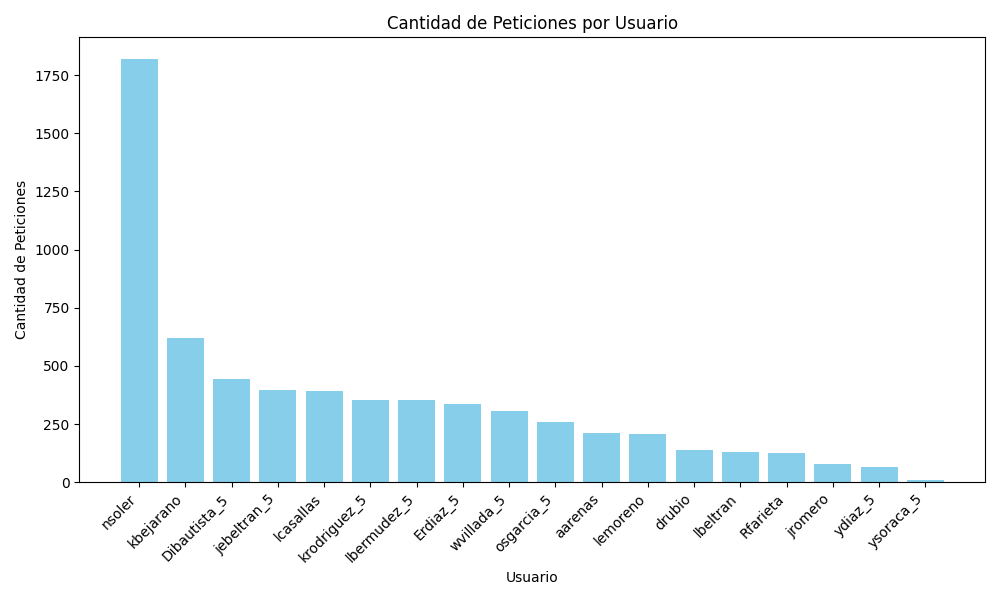 Cantidad de Peticiones por Usuario
Cantidad de Peticiones
1750
1500
1250
1000
750
500
250
0
nsoler
kbejarano
Dibautista_5
jebeltran_5
lcasallas
krodriguez_5
lbermudez_5
Erdiaz_5
wvillada_5
osgarcia_5
aarenas
lemoreno
drubio
lbeltran
Rfarieta
jromero
ydiaz_5
ysoraca_5
Usuario